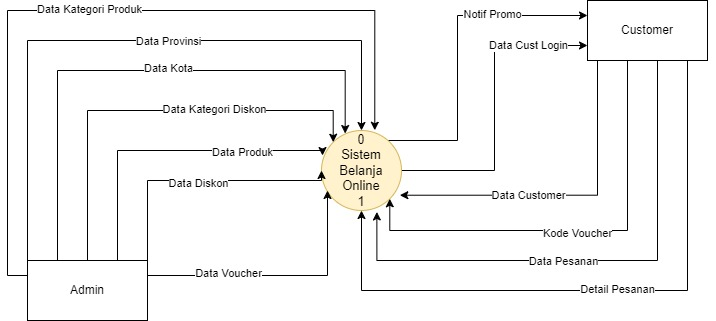 Data Kategori Produk
Notif Promo
Customer
Data Provinsi
Data Cust Login
Data Kota
Data Kategori Diskon
0
Sistem
Belanja
Online
1
Data Produk
Data Diskon
Data Customer
Kode Voucher
Data Pesanan
Data Voucher
Admin
Detail Pesanan